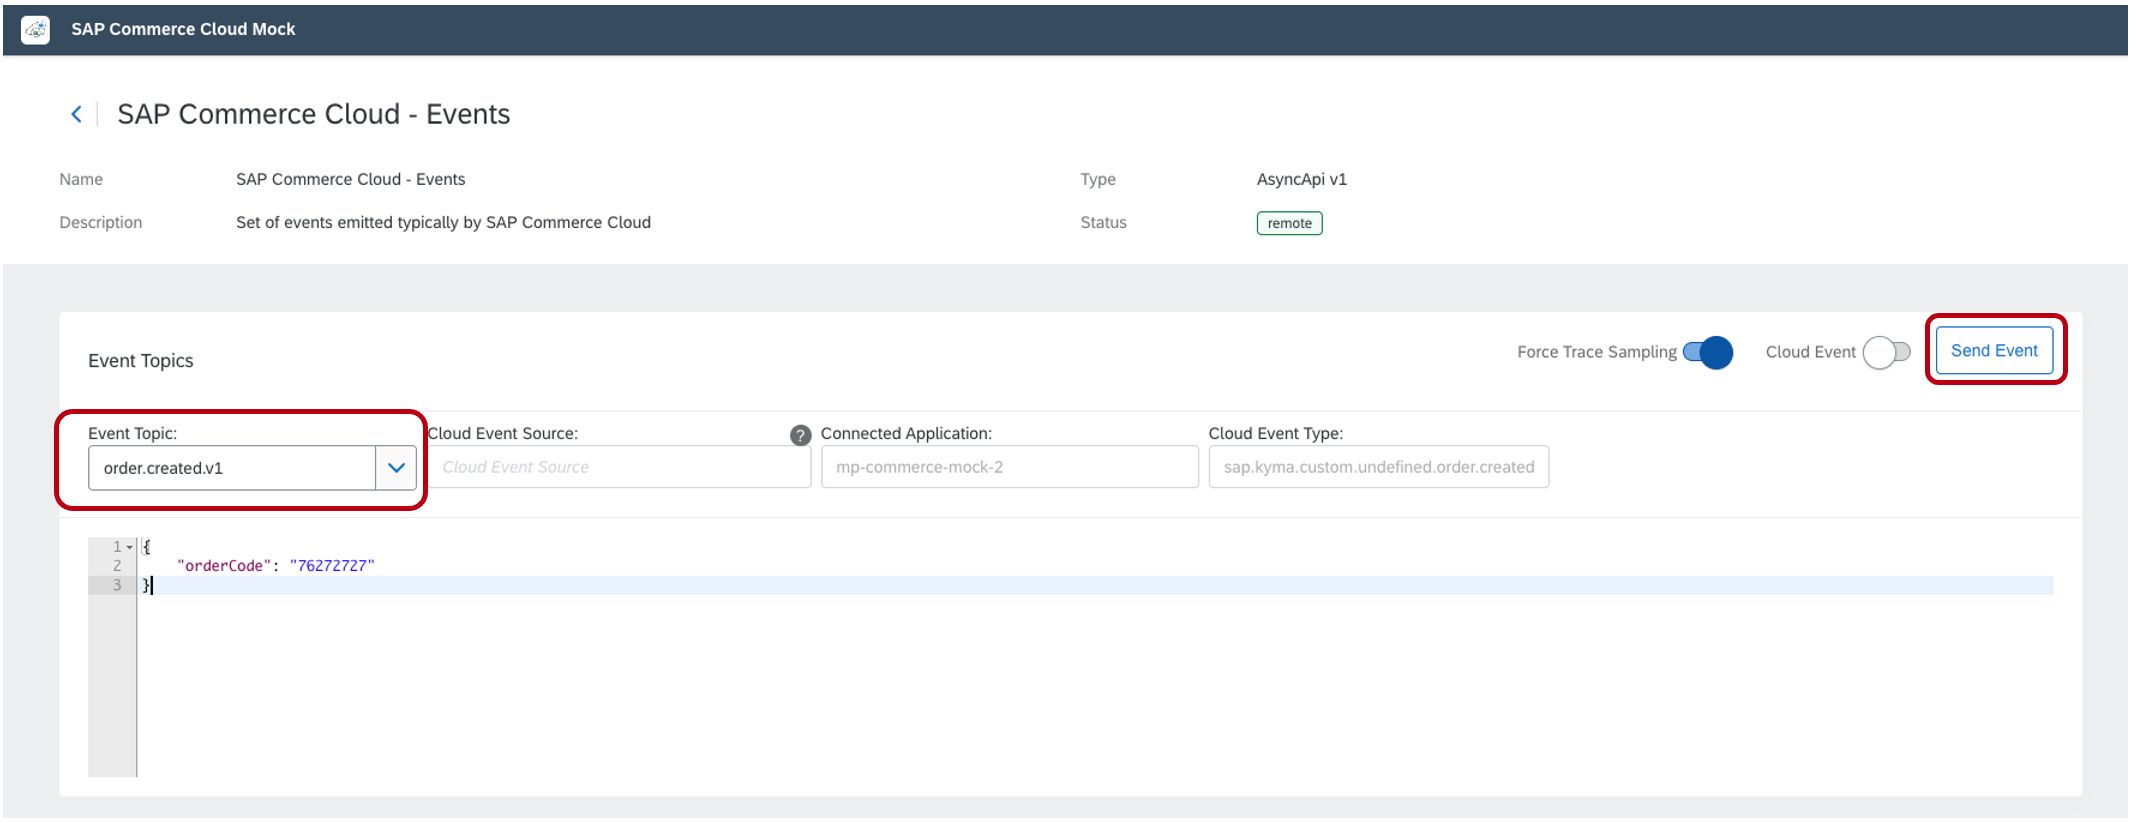 SAP Commerce Cloud Mock
SAP Commerce Cloud - Events
Name SAP Commerce Cloud - Events Type AsyncApi v1
Description Set of events emitted typically by SAP Commerce Cloud Status remote
Event Topics Force Trace Sampling Cloud Event Send Event
Event Topic: Cloud Event Source: ? Connected Application: Cloud Event Type:
order.created.v1 Cloud Event Source mp-commerce-mock-2 sap.kyma.custom.undefined.order.created
1 {
2 "orderCode": "76272727"
3 }